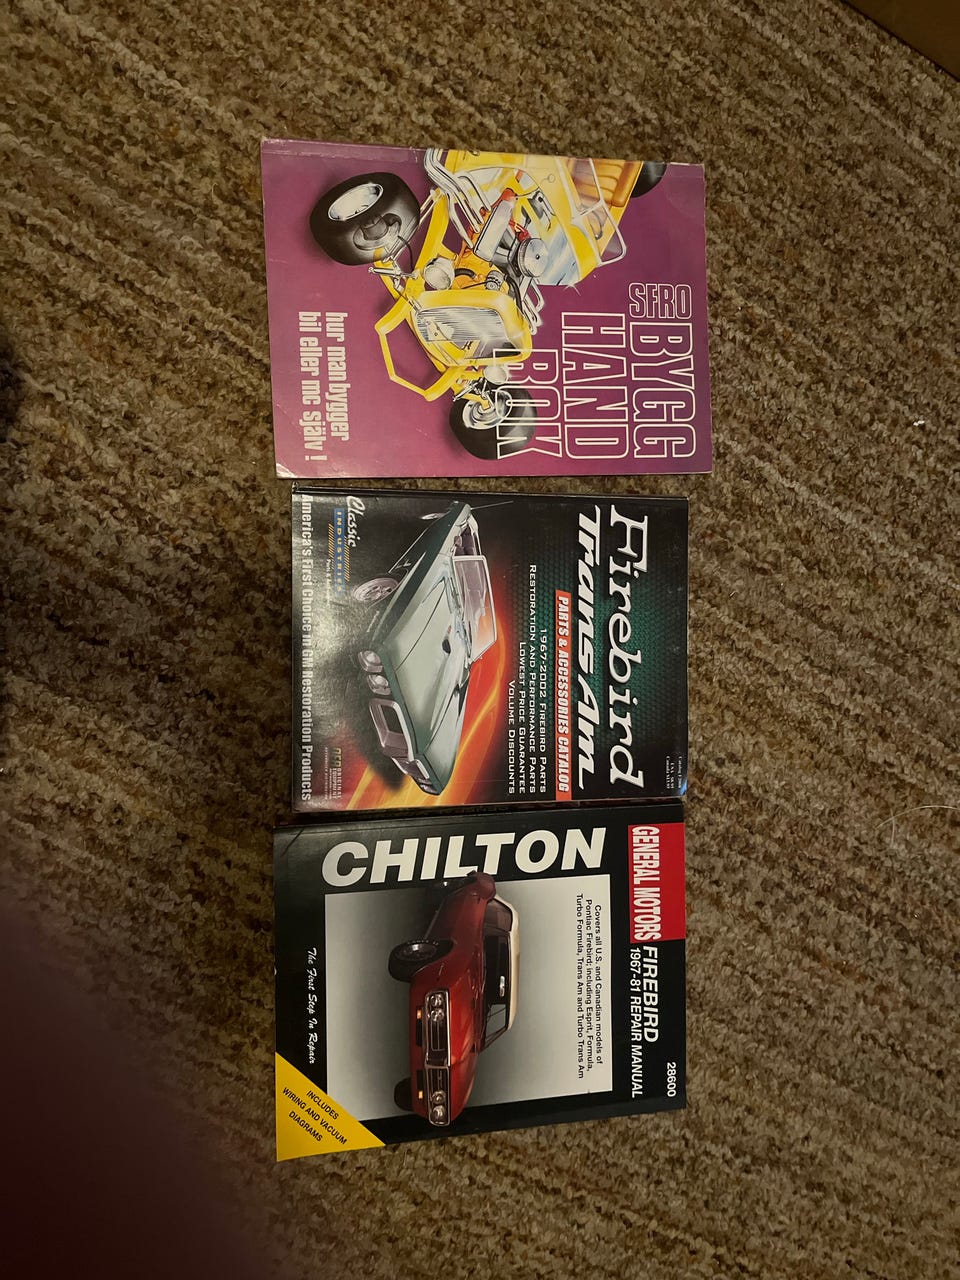 SFRO
BYGG
HAND
BOK
hur man bygger
bil eller mc själv !
Firebird
Trans Am
PARTS & ACCESSORIES CATALOG
1967-2002 FIREBIRD PARTS
RESTORATION AND PERFORMANCE PARTS
LOWEST PRICE GUARANTEE
VOLUME DISCOUNTS
Classic
INDUSTRIES
ORIGINAL
EQUIPMENT
America's First Choice in GM Restoration Products
28600
GENERAL MOTORS FIREBIRD
1967-81 REPAIR MANUAL
Covers all U.S. and Canadian models of
Pontiac Firebird; including Esprit, Formula,
Turbo Formula, Trans Am and Turbo Trans Am
CHILTON
The First Step In Repair
INCLUDES
WIRING AND VACUUM
DIAGRAMS